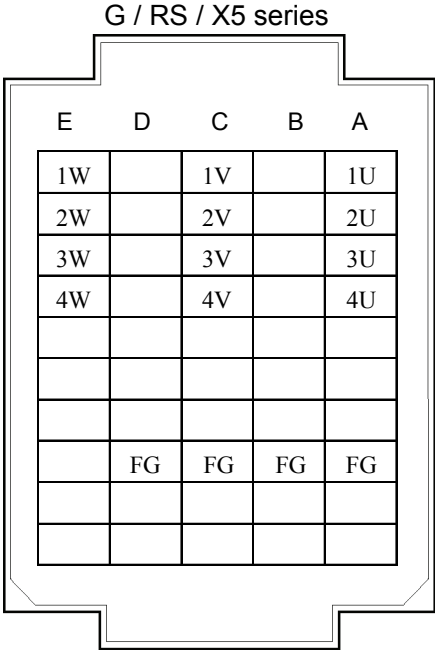 G / RS / X5 series
E D C B A
1W 1V 1U
2W 2V 2U
3W 3V 3U
4W 4V 4U
FG FG FG FG